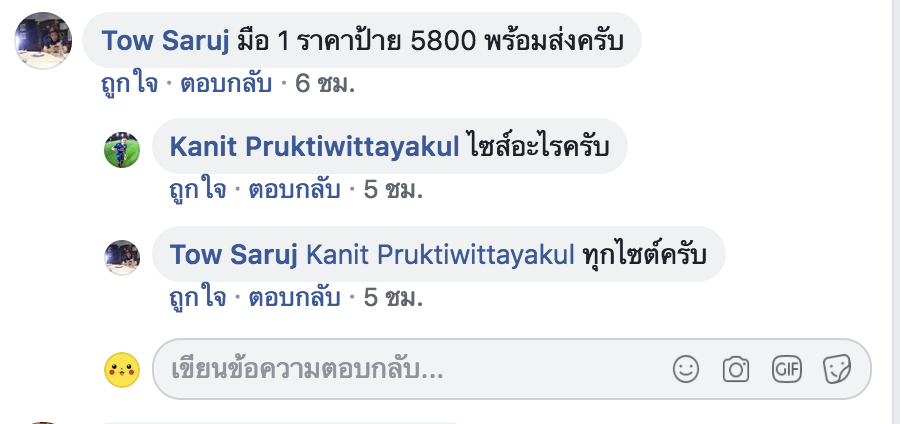 Tow Saruj มือ 1 ราคาป้าย 5800 พร้อมส่งครับ
ถูกใจ · ตอบกลับ · 6 ชม.
Kanit Pruktiwittayakul ไซส์อะไรครับ
ถูกใจ · ตอบกลับ · 5 ชม.
Tow Saruj Kanit Pruktiwittayakul ทุกไซต์ครับ
ถูกใจ · ตอบกลับ · 5 ชม.
เขียนข้อความตอบกลับ... GIF